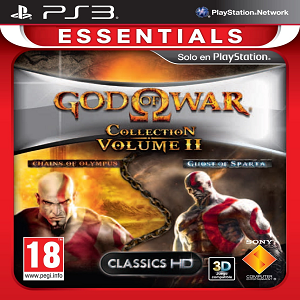 PS3
PlayStation®Network
ESSENTIALS
Solo en PlayStation®
GOD OF WAR
COLLECTION
VOLUME II
CHAINS OF OLYMPUS
GHOST OF SPARTA
18
www.pegi.info
CLASSICS HD
3D
SONY